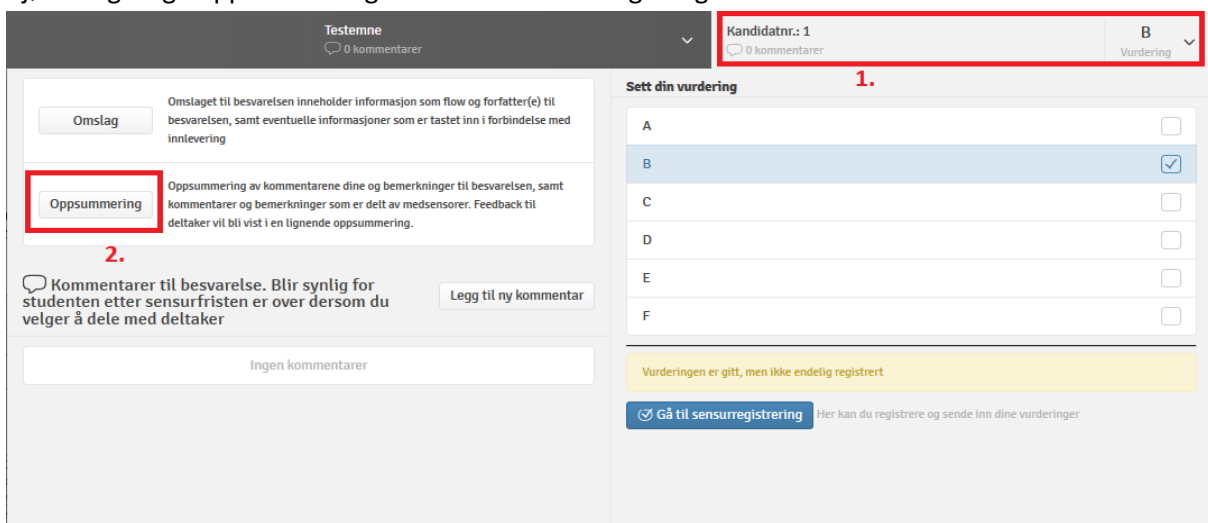 Testemne
0 kommentarer
Kandidatnr.: 1
0 kommentarer
B
Vurdering
1.
Omslag
Omslaget til besvarelsen inneholder informasjon som flow og forfatter(e) til
besvarelsen, samt eventuelle informasjoner som er tastet inn i forbindelse med
innlevering
Oppsummering
Oppsummering av kommentarene dine og bemerkninger til besvarelsen, samt
kommentarer og bemerkninger som er delt av medsensorer. Feedback til
deltaker vil bli vist i en lignende oppsummering.
2.
Kommentarer til besvarelse. Blir synlig for
studenten etter sensurfristen er over dersom du
velger å dele med deltaker
Legg til ny kommentar
Ingen kommentarer
Sett din vurdering
A
B
C
D
E
F
Vurderingen er gitt, men ikke endelig registrert
Gå til sensurregistrering
Her kan du registrere og sende inn dine vurderinger